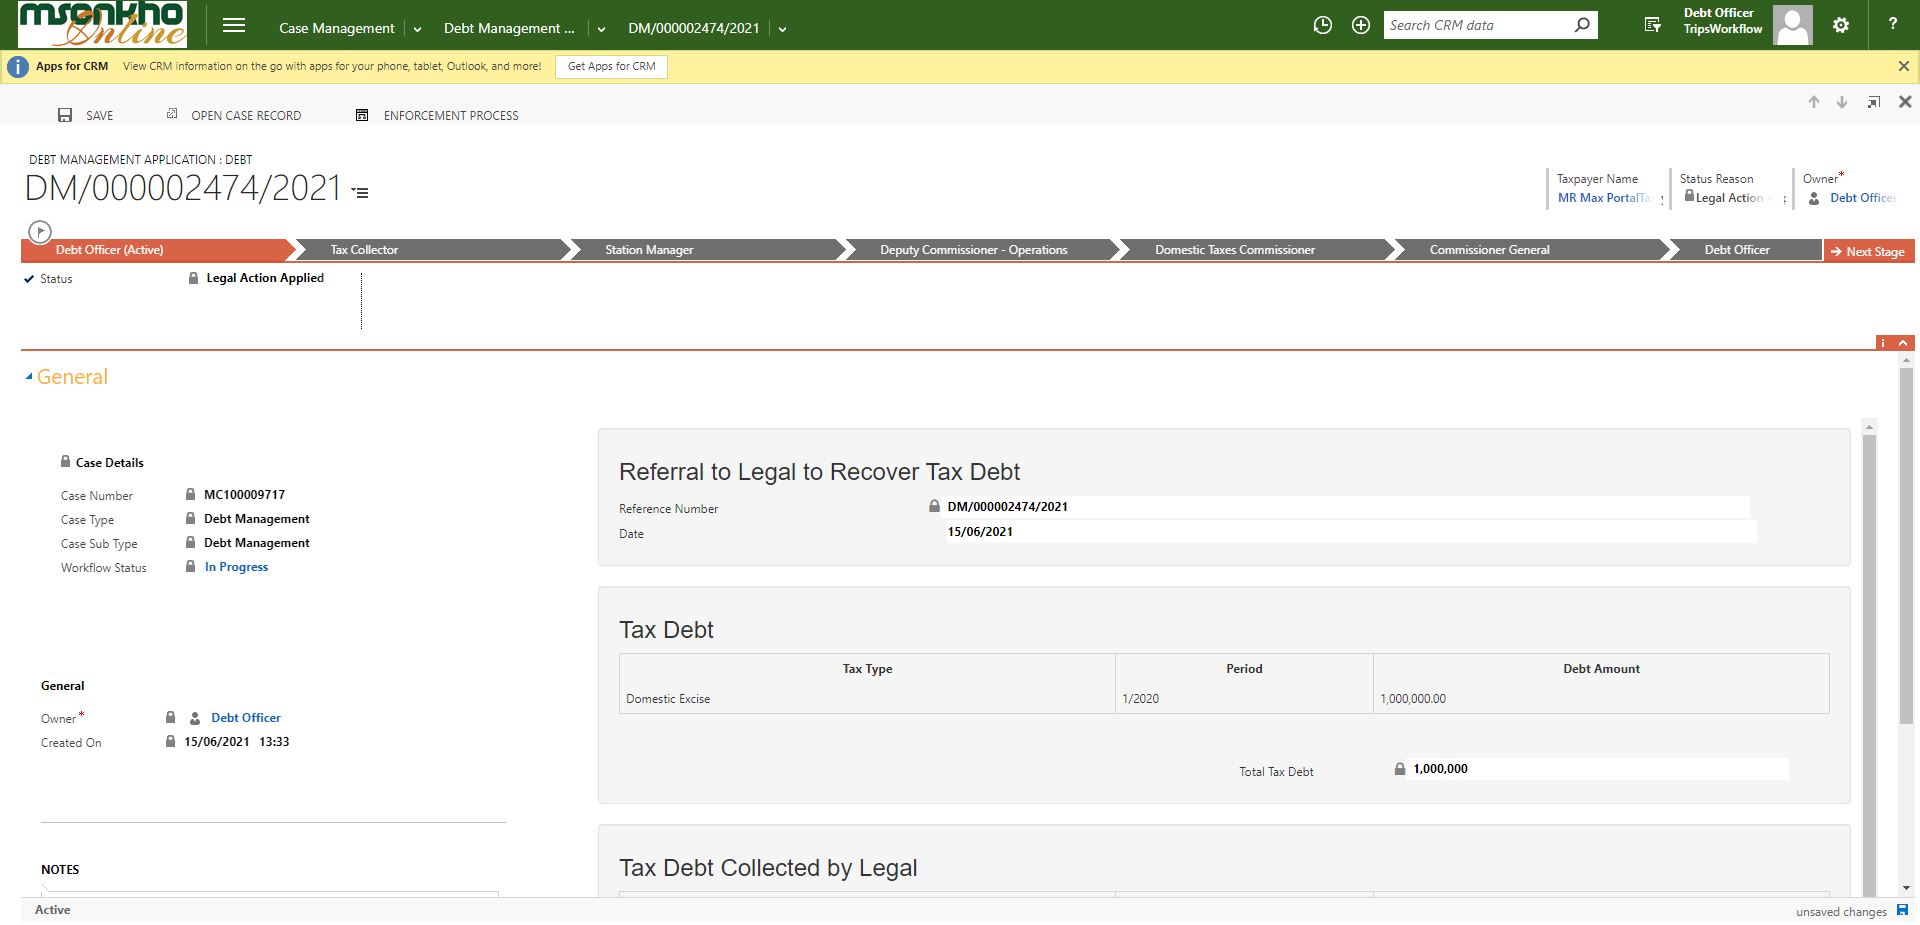 msonkho
Online
Case Management
Debt Management ...
DM/000002474/2021
Search CRM data
Debt Officer
TripsWorkflow
?
Apps for CRM
View CRM information on the go with apps for your phone, tablet, Outlook, and more!
Get Apps for CRM
SAVE
OPEN CASE RECORD
ENFORCEMENT PROCESS
DEBT MANAGEMENT APPLICATION : DEBT
DM/000002474/2021
Taxpayer Name
MR Max PortalTa
Status Reason
Legal Action
Owner*
Debt Officer
Debt Officer (Active)
Tax Collector
Station Manager
Deputy Commissioner - Operations
Domestic Taxes Commissioner
Commissioner General
Debt Officer
Next Stage
Status
Legal Action Applied
General
Case Details
Case Number MC100009717
Case Type Debt Management
Case Sub Type Debt Management
Workflow Status In Progress
General
Owner* Debt Officer
Created On 15/06/2021 13:33
NOTES
Referral to Legal to Recover Tax Debt
Reference Number DM/000002474/2021
Date 15/06/2021
Tax Debt
Tax Type Period Debt Amount
Domestic Excise 1/2020 1,000,000.00
Total Tax Debt 1,000,000
Tax Debt Collected by Legal
Active
unsaved changes